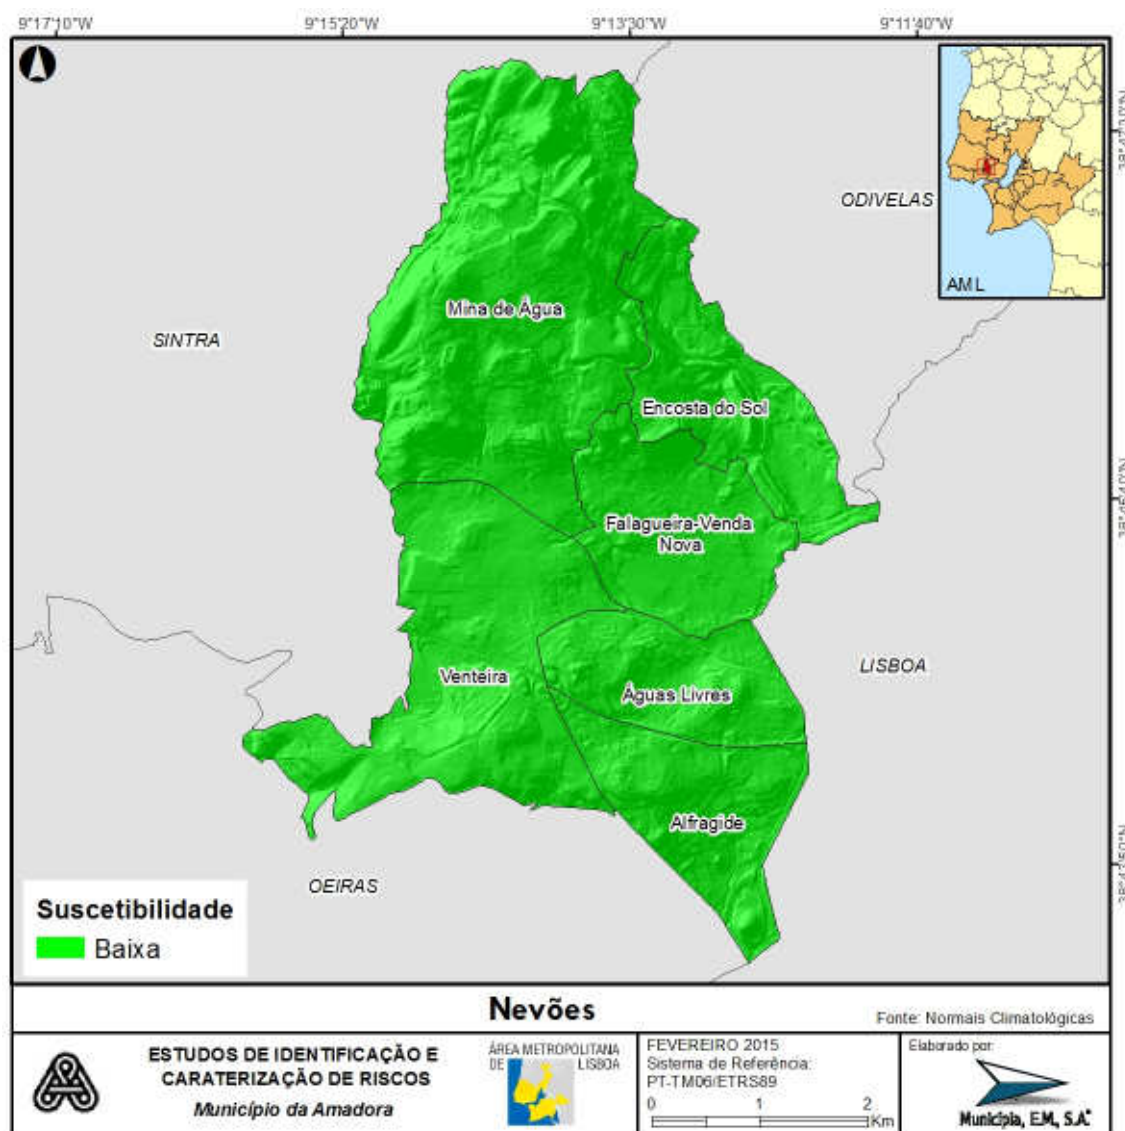 9°17'10"W
9°15'20"W
9°13'30"W
9°11'40"W
ODIVELAS
AML
Mina de Água
SINTRA
Encosta do Sol
Falagueira-Venda
Nova
Venteira
Águas Livres
LISBOA
Alfragide
OEIRAS
Suscetibilidade
Baixa
Nevões
Fonte: Normais Climatológicas
ESTUDOS DE IDENTIFICAÇÃO E
CARATERIZAÇÃO DE RISCOS
Município da Amadora
ÁREA METROPOLITANA
DE LISBOA
FEVEREIRO 2015
Sistema de Referência:
PT-TM06/ETRS89
0 1 2
Km
Elaborado por:
Municípia, E.M., S.A.